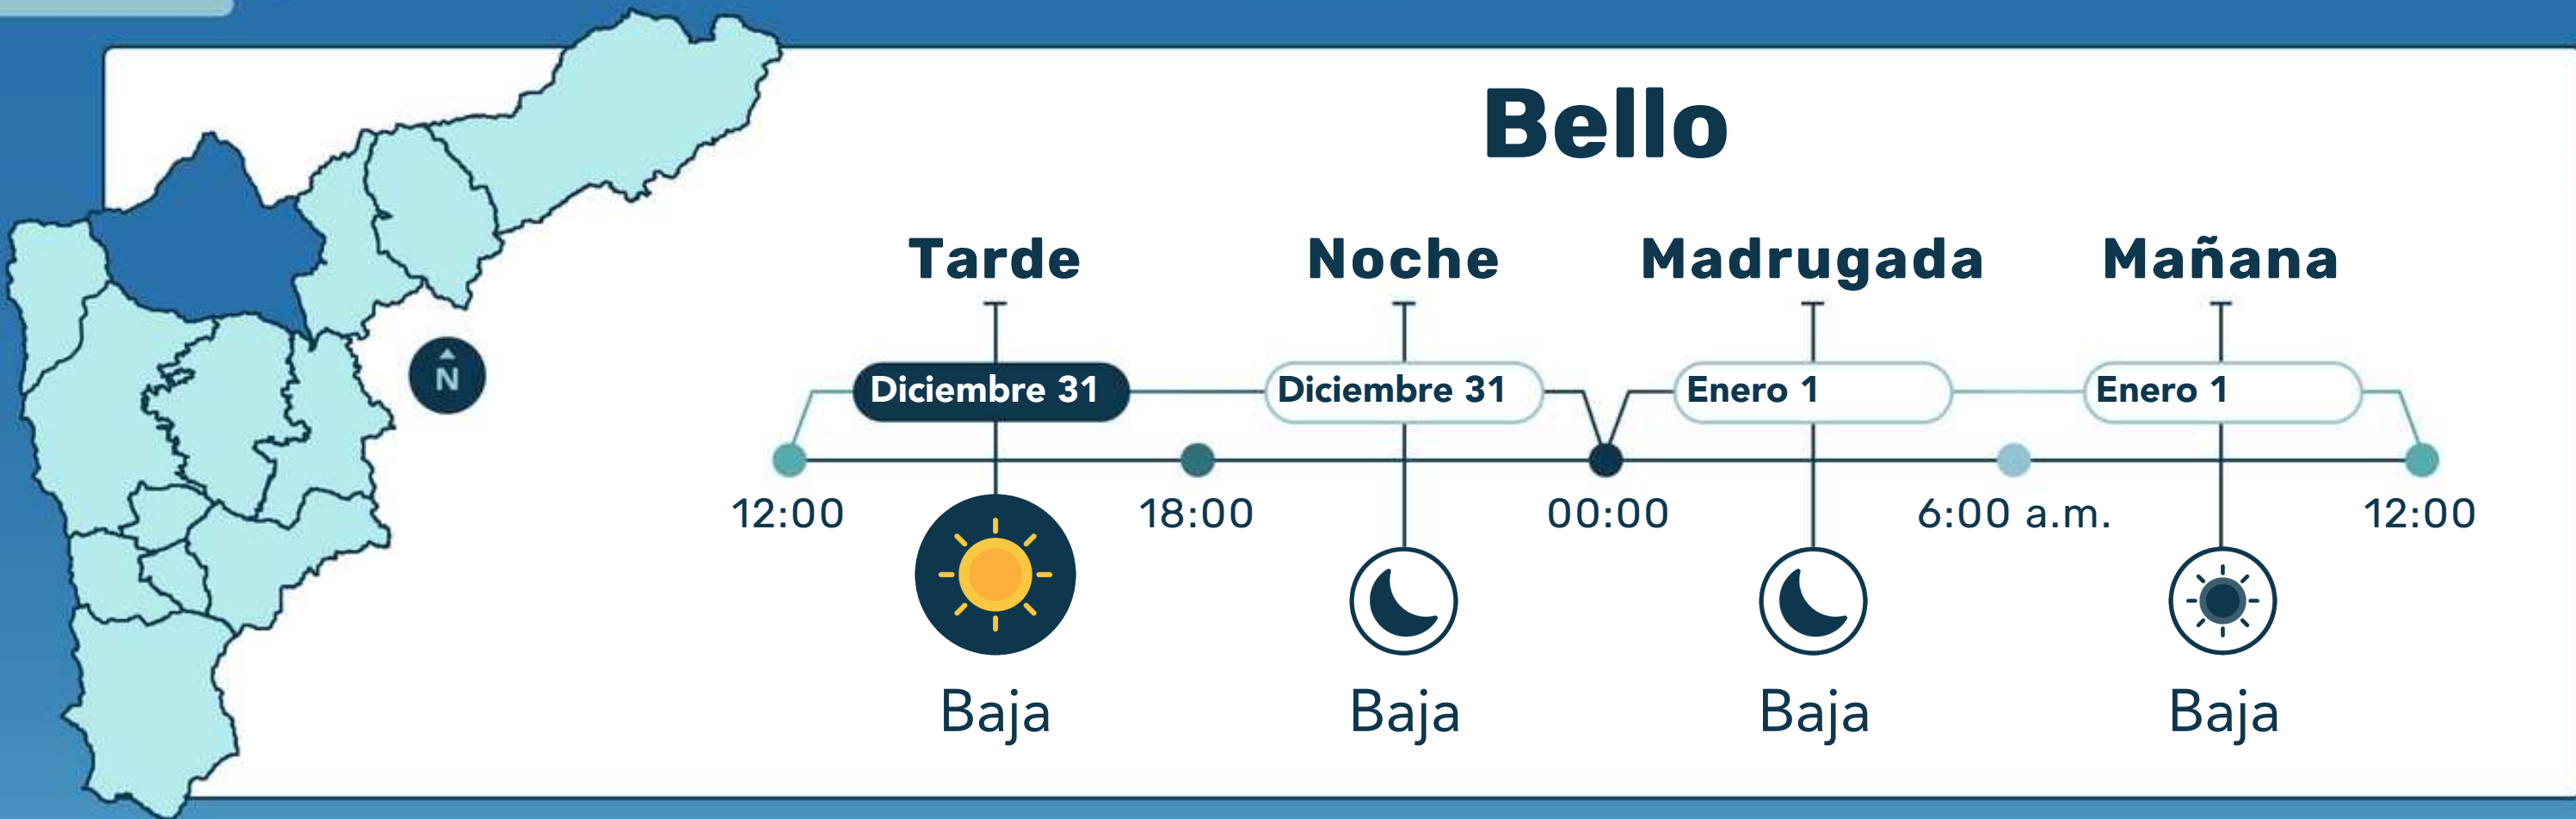 Bello
Tarde Noche Madrugada Mañana
Diciembre 31 Diciembre 31 Enero 1 Enero 1
N
12:00 18:00 00:00 6:00 a.m. 12:00
Baja Baja Baja Baja